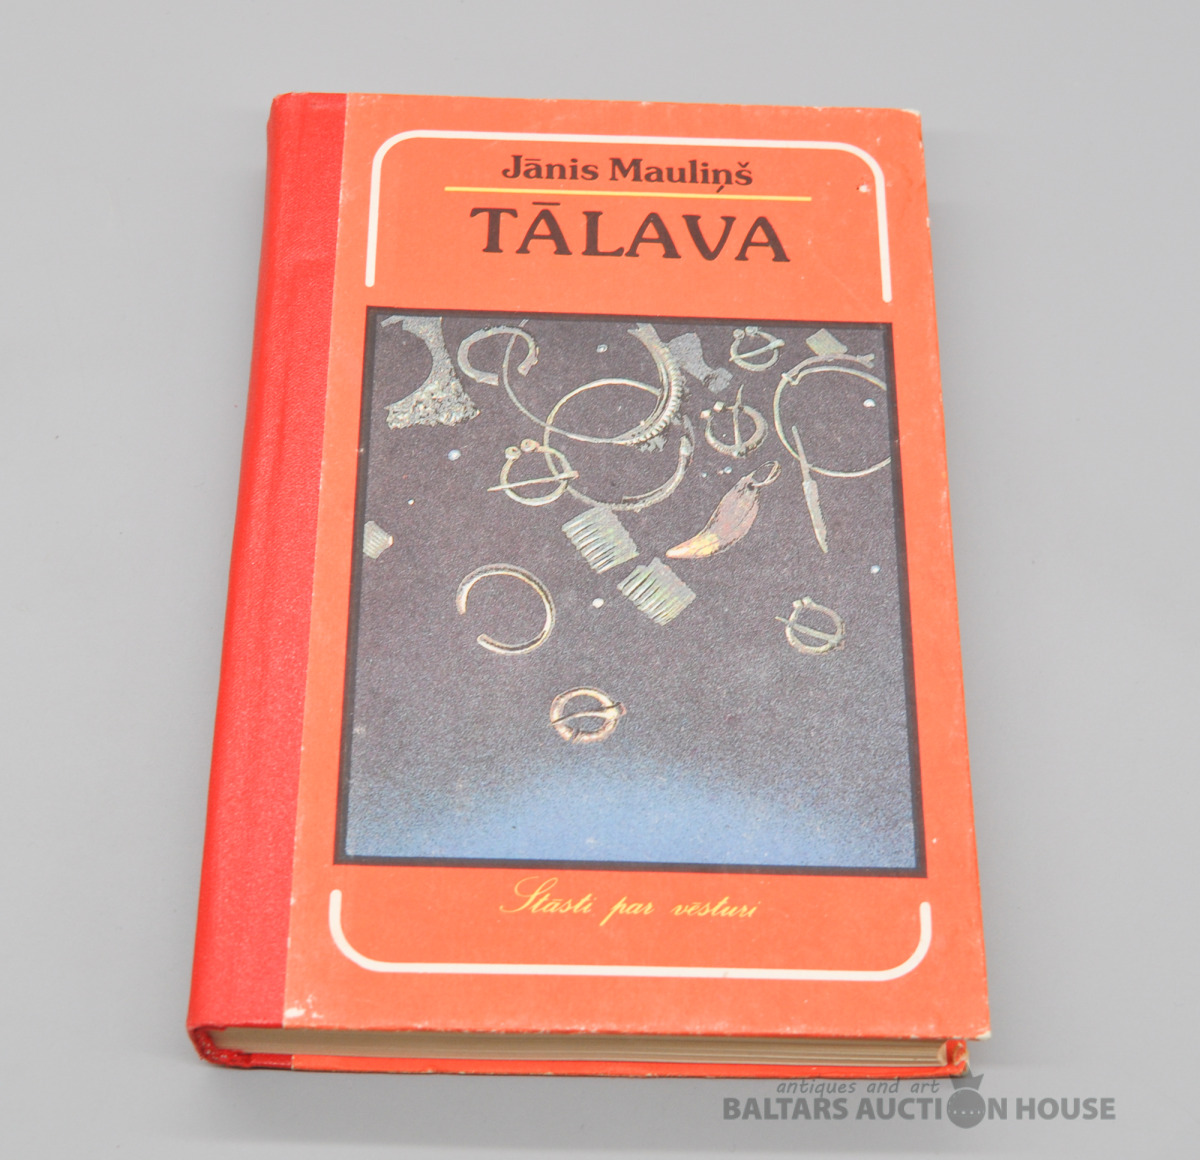 Jānis Mauliņš
TĀLAVA
Stāsti par vēsturi
antiques and art
BALTARS AUCTION HOUSE